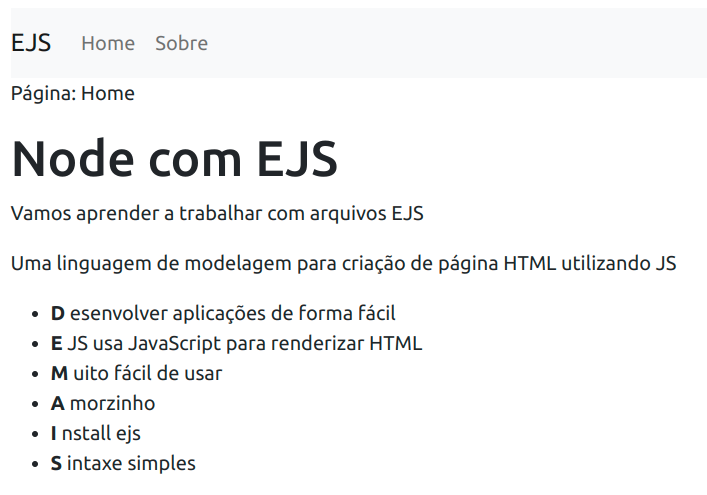 EJS Home Sobre
Página: Home
Node com EJS
Vamos aprender a trabalhar com arquivos EJS
Uma linguagem de modelagem para criação de página HTML utilizando JS
• D esenvolver aplicações de forma fácil
• E JS usa JavaScript para renderizar HTML
• M uito fácil de usar
• A morzinho
• I nstall ejs
• S intaxe simples